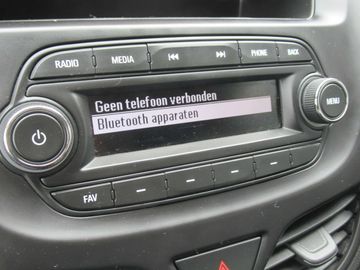 RADIO
MEDIA
PHONE
BACK
Geen telefoon verbonden
Bluetooth apparaten
MENU
FAV